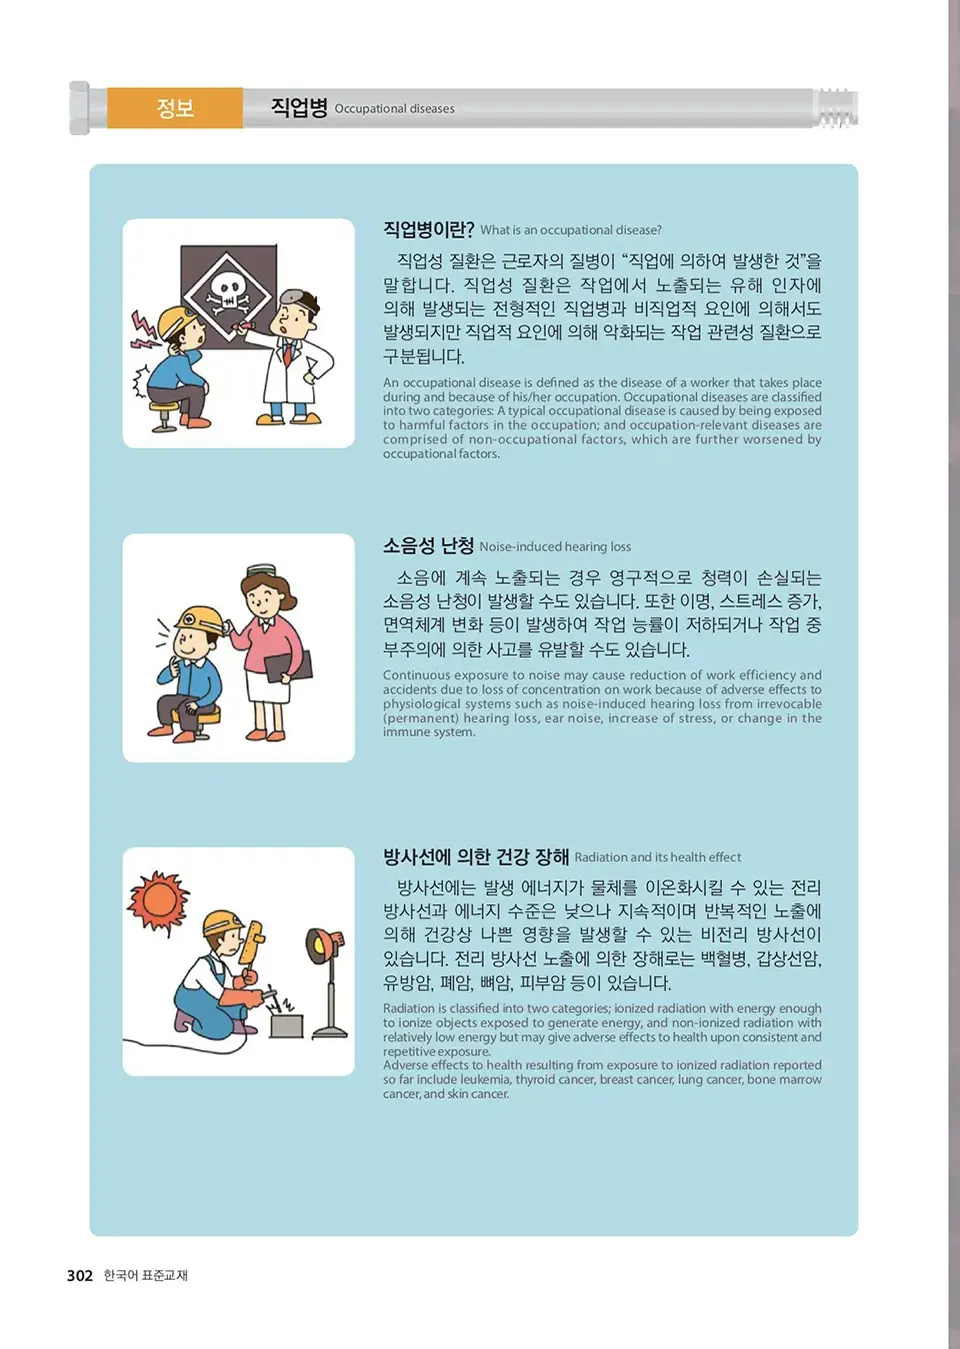 정보
직업병 Occupational diseases
직업병이란? What is an occupational disease?
직업성 질환은 근로자의 질병이 “직업에 의하여 발생한 것”을
말합니다. 직업성 질환은 작업에서 노출되는 유해 인자에
의해 발생되는 전형적인 직업병과 비직업적 요인에 의해서도
발생되지만 직업적 요인에 의해 악화되는 작업 관련성 질환으로
구분됩니다.
An occupational disease is defined as the disease of a worker that takes place
during and because of his/her occupation. Occupational diseases are classified
into two categories: A typical occupational disease is caused by being exposed
to harmful factors in the occupation; and occupation-relevant diseases are
comprised of non-occupational factors, which are further worsened by
occupational factors.
소음성 난청 Noise-induced hearing loss
소음에 계속 노출되는 경우 영구적으로 청력이 손실되는
소음성 난청이 발생할 수도 있습니다. 또한 이명, 스트레스 증가,
면역체계 변화 등이 발생하여 작업 능률이 저하되거나 작업 중
부주의에 의한 사고를 유발할 수도 있습니다.
Continuous exposure to noise may cause reduction of work efficiency and
accidents due to loss of concentration on work because of adverse effects to
physiological systems such as noise-induced hearing loss from irrevocable
(permanent) hearing loss, ear noise, increase of stress, or change in the
immune system.
방사선에 의한 건강 장해 Radiation and its health effect
방사선에는 발생 에너지가 물체를 이온화시킬 수 있는 전리
방사선과 에너지 수준은 낮으나 지속적이며 반복적인 노출에
의해 건강상 나쁜 영향을 발생할 수 있는 비전리 방사선이
있습니다. 전리 방사선 노출에 의한 장해로는 백혈병, 갑상선암,
유방암, 폐암, 뼈암, 피부암 등이 있습니다.
Radiation is classified into two categories; ionized radiation with energy enough
to ionize objects exposed to generate energy, and non-ionized radiation with
relatively low energy but may give adverse effects to health upon consistent and
repetitive exposure.
Adverse effects to health resulting from exposure to ionized radiation reported
so far include leukemia, thyroid cancer, breast cancer, lung cancer, bone marrow
cancer, and skin cancer.
302 한국어 표준교재